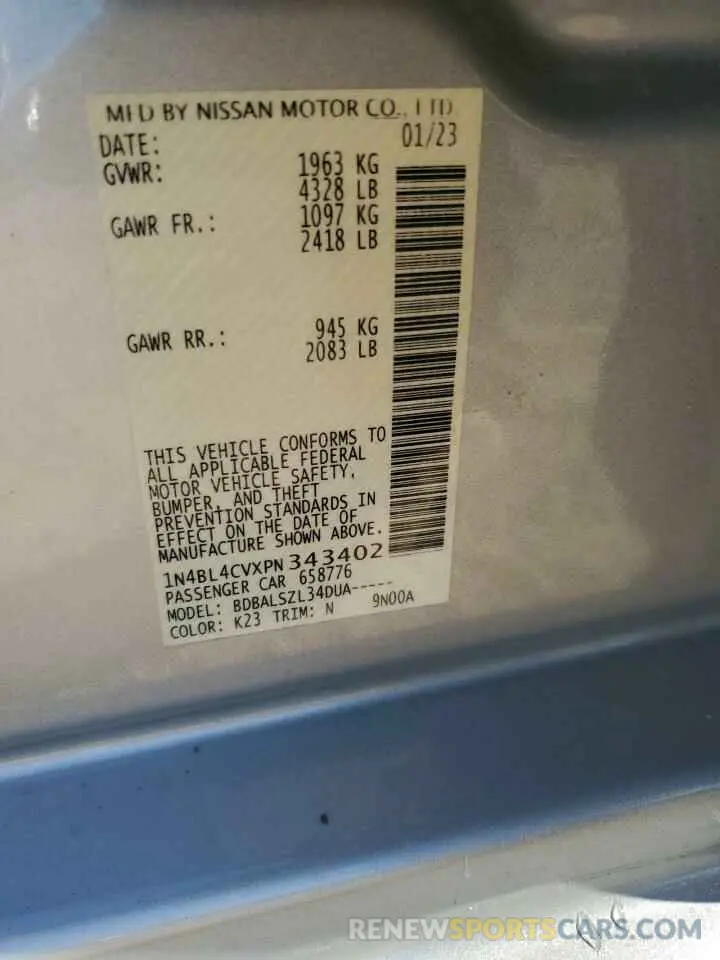 MFD BY NISSAN MOTOR CO., LTD.
DATE: 01/23
GVWR: 1963 KG
4328 LB
GAWR FR.: 1097 KG
2418 LB
GAWR RR.: 945 KG
2083 LB
THIS VEHICLE CONFORMS TO
ALL APPLICABLE FEDERAL
MOTOR VEHICLE SAFETY,
BUMPER, AND THEFT
PREVENTION STANDARDS IN
EFFECT ON THE DATE OF
MANUFACTURE SHOWN ABOVE.
1N4BL4CVXPN343402
PASSENGER CAR 658776
MODEL: BDBALSZL34DUA-----
COLOR: K23 TRIM: N 9N00A
RENEWSPORTSCARS.COM